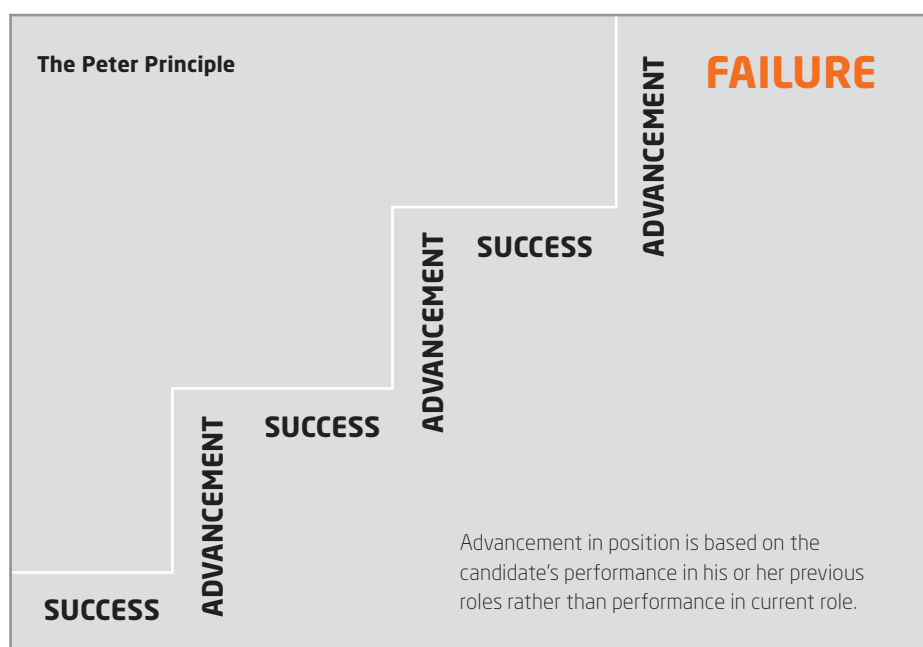 The Peter Principle
SUCCESS
ADVANCEMENT
SUCCESS
ADVANCEMENT
SUCCESS
ADVANCEMENT
FAILURE
Advancement in position is based on the
candidate's performance in his or her previous
roles rather than performance in current role.